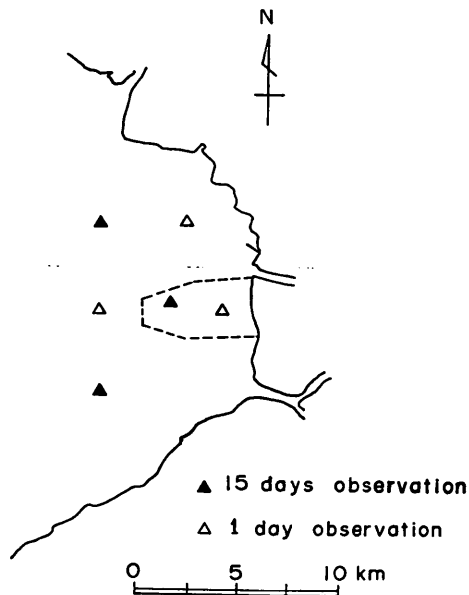 N
▲ 15 days observation
△ 1 day observation
0 5 10 km